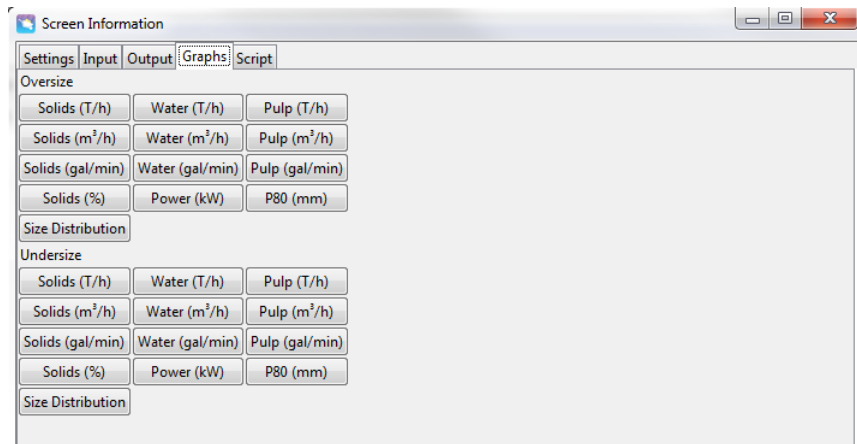 Screen Information
Settings Input Output Graphs Script
Oversize
Solids (T/h) Water (T/h) Pulp (T/h)
Solids (m³/h) Water (m³/h) Pulp (m³/h)
Solids (gal/min) Water (gal/min) Pulp (gal/min)
Solids (%) Power (kW) P80 (mm)
Size Distribution
Undersize
Solids (T/h) Water (T/h) Pulp (T/h)
Solids (m³/h) Water (m³/h) Pulp (m³/h)
Solids (gal/min) Water (gal/min) Pulp (gal/min)
Solids (%) Power (kW) P80 (mm)
Size Distribution